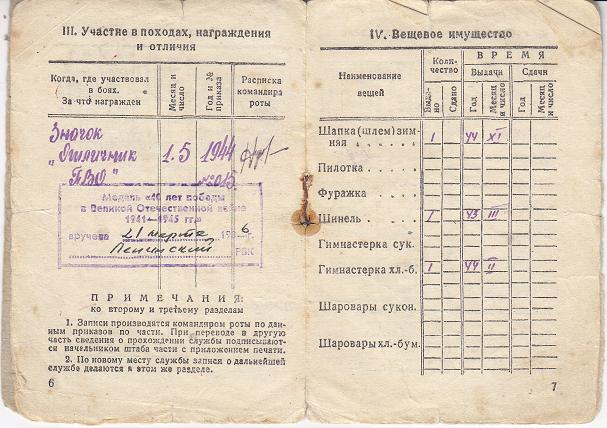 III. Участие в походах, награждения
и отличия
Когда, где участвовал
в боях.
За что награжден
Месяц и
число
Год и №
приказа
Расписка
командира
роты
Значок
„Отличник
ПВО"
1.5
1944
№015
Медаль «40 лет победы
в Великой Отечественной войне
1941—1945 гг.»
вручена 21 марта 1986 г.
Ленинский РВК
ПРИМЕЧАНИЯ:
ко второму и третьему разделам
1. Записи производятся командиром роты по дан-
ным приказов по части. При переводе в другую
часть сведения о прохождении службы подписывают-
ся начальником штаба части с приложением печати.
2. По новому месту службы записи о дальнейшей
службе делаются в этом же разделе.
6
IV. Вещевое имущество
Наименование
вещей
Коли-
чество
ВРЕМЯ
Выдачи
Сдачи
Выда-
но
Сдано
Год
Месяц
и число
Год
Месяц
и число
Шапка (шлем) зим-
няя . . . . . . 1 44 XI
Пилотка . . . .
Фуражка . . . .
Шинель . . . . 1 43 III
Гимнастерка сук.
Гимнастерка хл.-б. 1 44 II
Шаровары сукон.
Шаровары хл.-бум.
7